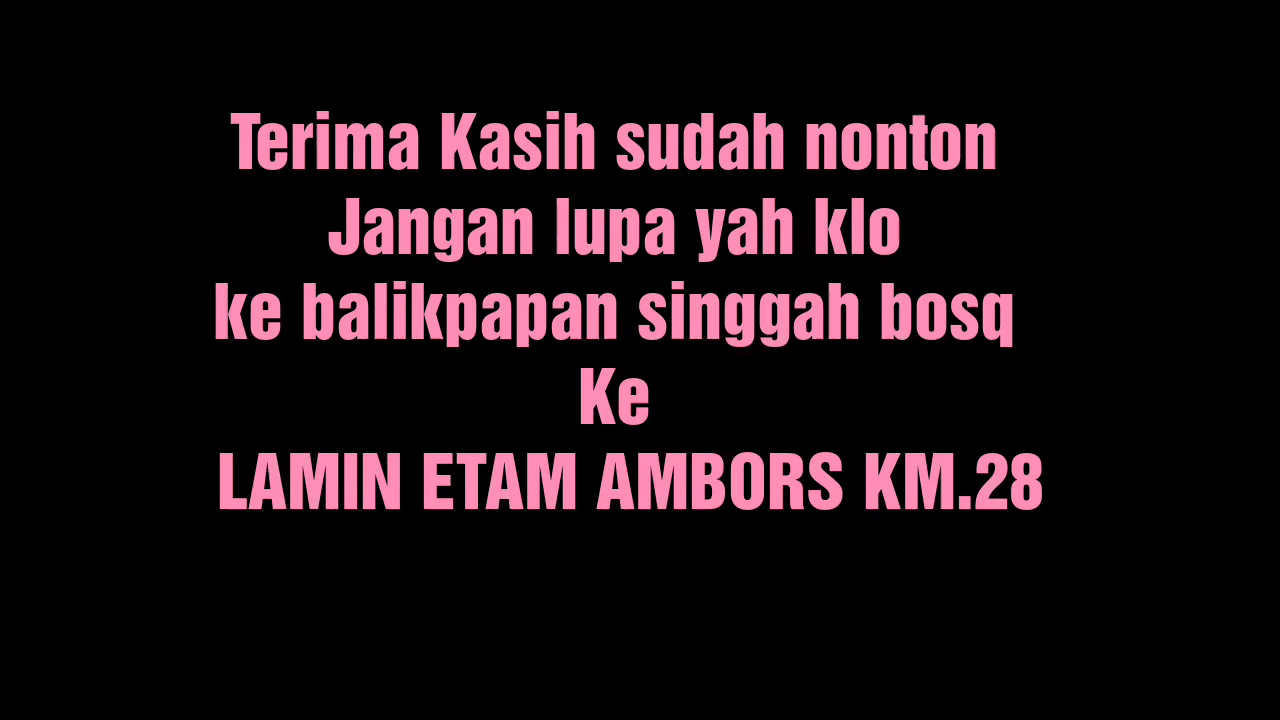 Terima Kasih sudah nonton
Jangan lupa yah klo
ke balikpapan singgah bosq
Ke
LAMIN ETAM AMBORS KM.28